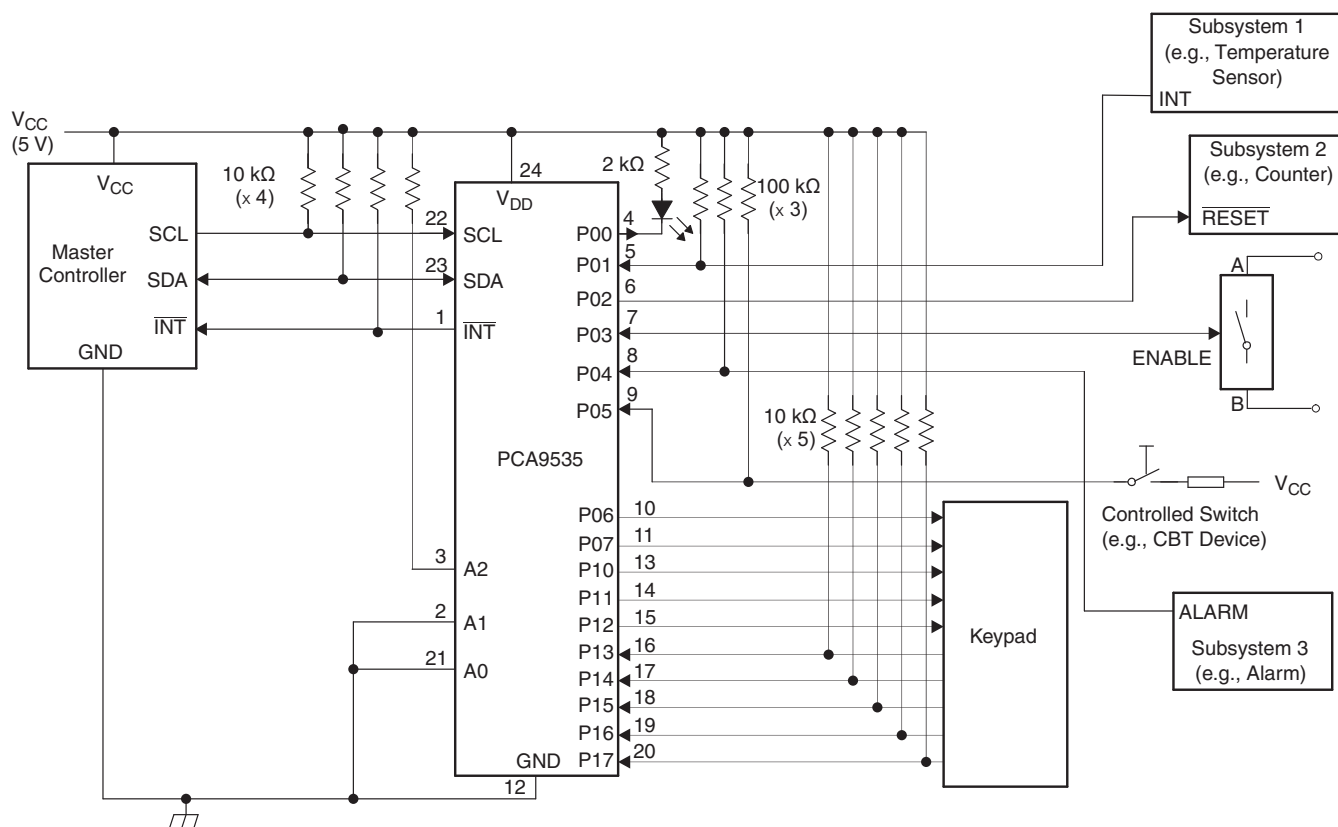 Subsystem 1
(e.g., Temperature
Sensor)
INT
V_CC
(5 V)
V_CC
10 kΩ
(x 4)
24
V_DD
2 kΩ
100 kΩ
(x 3)
Subsystem 2
(e.g., Counter)
RESET
Master
Controller
SCL
SDA
INT
GND
22
SCL
23
SDA
1
INT
3
A2
2
A1
21
A0
PCA9535
GND
12
P00
4
P01
5
P02
6
P03
7
P04
8
P05
9
A
ENABLE
B
10 kΩ
(x 5)
V_CC
Controlled Switch
(e.g., CBT Device)
P06
10
P07
11
P10
13
P11
14
P12
15
P13
16
P14
17
P15
18
P16
19
P17
20
Keypad
ALARM
Subsystem 3
(e.g., Alarm)